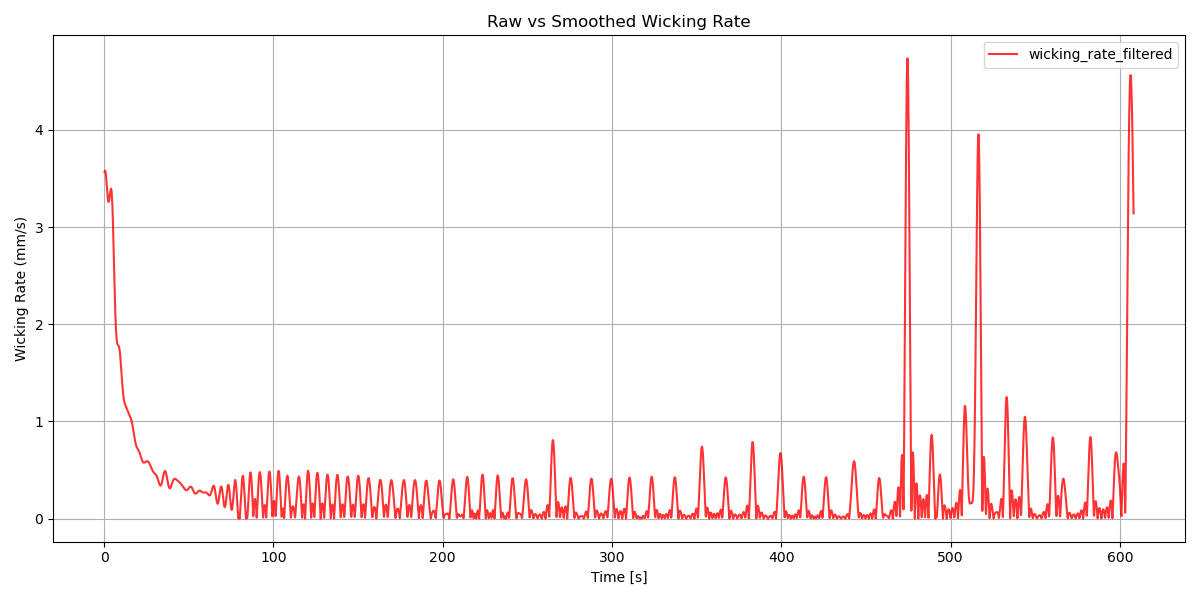 Raw vs Smoothed Wicking Rate
wicking_rate_filtered
Wicking Rate (mm/s)
4
3
2
1
0
0 100 200 300 400 500 600
Time [s]